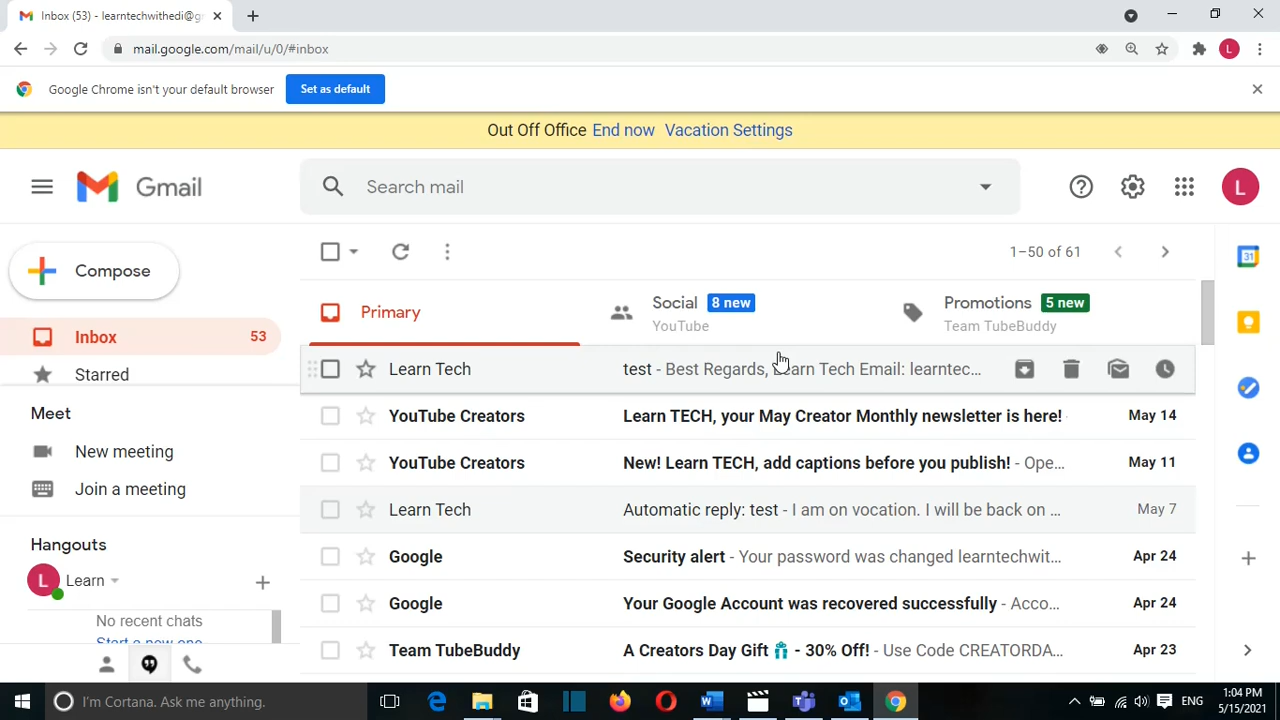 Inbox (53) - learntechwithedi@g
mail.google.com/mail/u/0/#inbox
L
Google Chrome isn't your default browser
Set as default
Out Off Office End now Vacation Settings
Gmail
Search mail
L
Compose
1–50 of 61
31
Primary
Social 8 new
YouTube
Promotions 5 new
Team TubeBuddy
Inbox 53
Starred
Learn Tech test - Best Regards, Learn Tech Email: learntec...
YouTube Creators Learn TECH, your May Creator Monthly newsletter is here! - May 14
Meet
New meeting
YouTube Creators New! Learn TECH, add captions before you publish! - Ope... May 11
Join a meeting
Learn Tech Automatic reply: test - I am on vocation. I will be back on ... May 7
Hangouts
Google Security alert - Your password was changed learntechwit... Apr 24
L Learn
Google Your Google Account was recovered successfully - Acco... Apr 24
No recent chats
Start a new one
Team TubeBuddy A Creators Day Gift - 30% Off! - Use Code CREATORDA... Apr 23
I'm Cortana. Ask me anything.
ENG
1:04 PM
5/15/2021